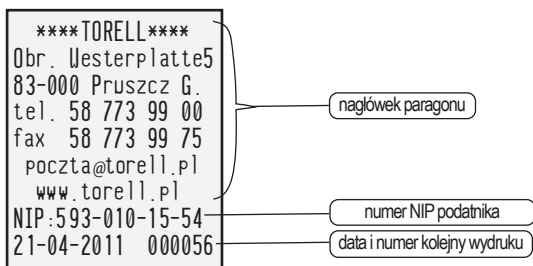 ****TORELL****
Obr. Westerplatte5
83-000 Pruszcz G.
tel. 58 773 99 00
fax 58 773 99 75
poczta@torell.pl
www.torell.pl
NIP:593-010-15-54
21-04-2011 000056
nagłówek paragonu
numer NIP podatnika
data i numer kolejny wydruku